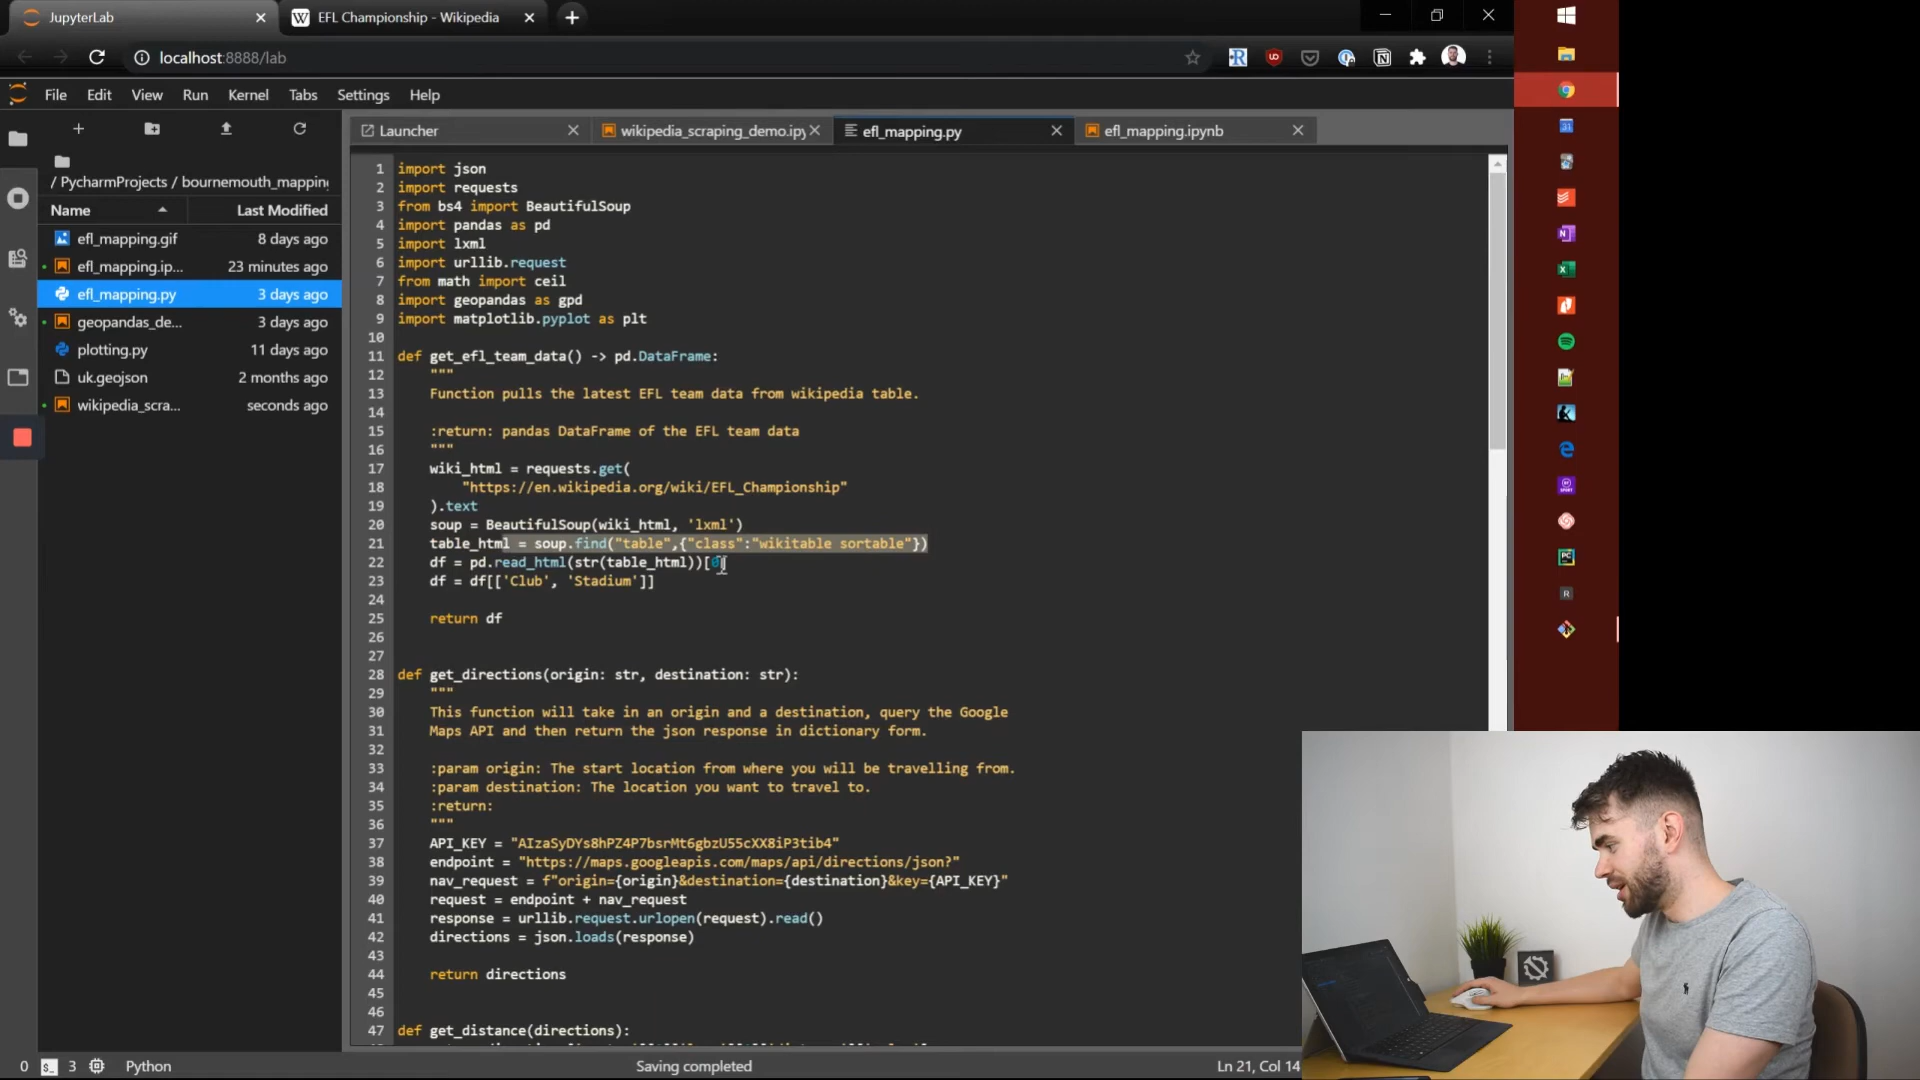 JupyterLab
EFL Championship - Wikipedia
localhost:8888/lab
File Edit View Run Kernel Tabs Settings Help
Launcher
wikipedia_scraping_demo.ipy
efl_mapping.py
efl_mapping.ipynb
/ PycharmProjects / bournemouth_mapping
Name Last Modified
efl_mapping.gif 8 days ago
efl_mapping.ip... 23 minutes ago
efl_mapping.py 3 days ago
geopandas_de... 3 days ago
plotting.py 11 days ago
uk.geojson 2 months ago
wikipedia_scra... seconds ago
1 import json
2 import requests
3 from bs4 import BeautifulSoup
4 import pandas as pd
5 import lxml
6 import urllib.request
7 from math import ceil
8 import geopandas as gpd
9 import matplotlib.pyplot as plt
10
11 def get_efl_team_data() -> pd.DataFrame:
12 """
13 Function pulls the latest EFL team data from wikipedia table.
14
15 :return: pandas DataFrame of the EFL team data
16 """
17 wiki_html = requests.get(
18 "https://en.wikipedia.org/wiki/EFL_Championship"
19 ).text
20 soup = BeautifulSoup(wiki_html, 'lxml')
21 table_html = soup.find("table",{"class":"wikitable sortable"})
22 df = pd.read_html(str(table_html))[0]
23 df = df[['Club', 'Stadium']]
24
25 return df
26
27
28 def get_directions(origin: str, destination: str):
29 """
30 This function will take in an origin and a destination, query the Google
31 Maps API and then return the json response in dictionary form.
32
33 :param origin: The start location from where you will be travelling from.
34 :param destination: The location you want to travel to.
35 :return:
36 """
37 API_KEY = "AIzaSyDYs8hPZ4P7bsrMt6gbzU55cXX8iP3tib4"
38 endpoint = "https://maps.googleapis.com/maps/api/directions/json?"
39 nav_request = f"origin={origin}&destination={destination}&key={API_KEY}"
40 request = endpoint + nav_request
41 response = urllib.request.urlopen(request).read()
42 directions = json.loads(response)
43
44 return directions
45
46
47 def get_distance(directions):
0 3 Python
Saving completed
Ln 21, Col 14